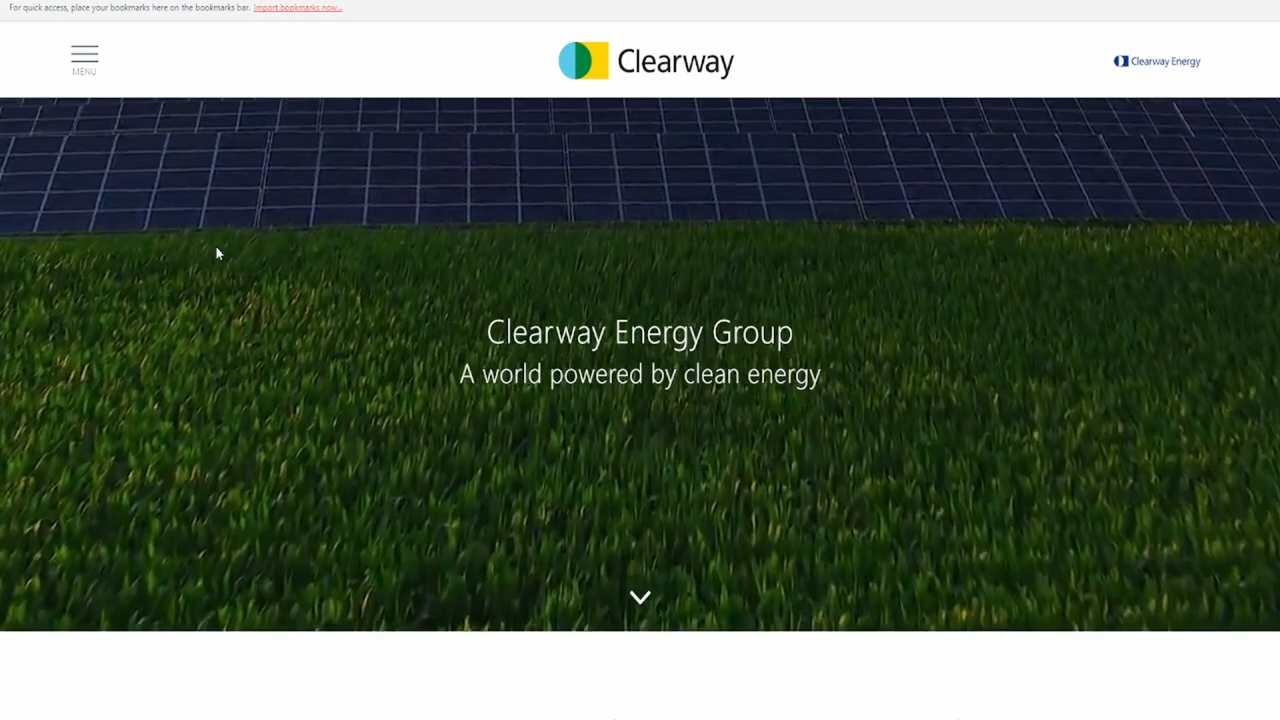 For quick access, place your bookmarks here on the bookmarks bar. Import bookmarks now...
MENU
Clearway
Clearway Energy
Clearway Energy Group
A world powered by clean energy